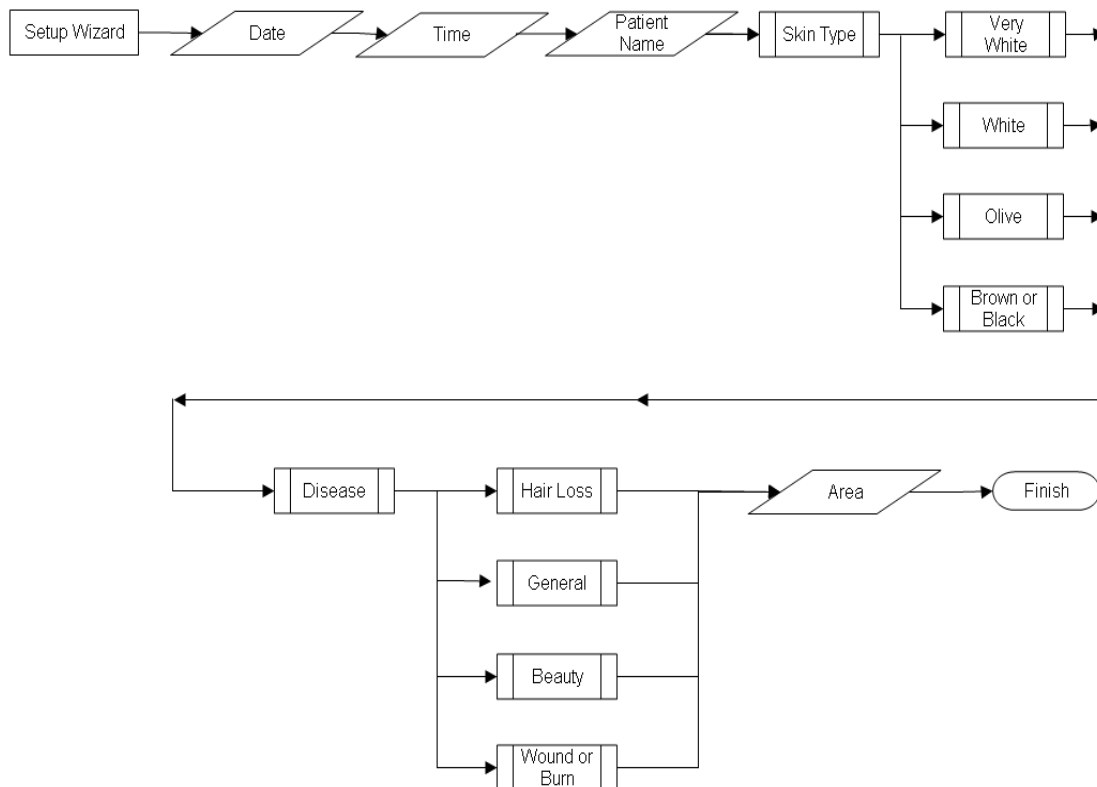 Setup Wizard
Date
Time
Patient
Name
Skin Type
Very
White
White
Olive
Brown or
Black
Disease
Hair Loss
Area
Finish
General
Beauty
Wound or
Burn